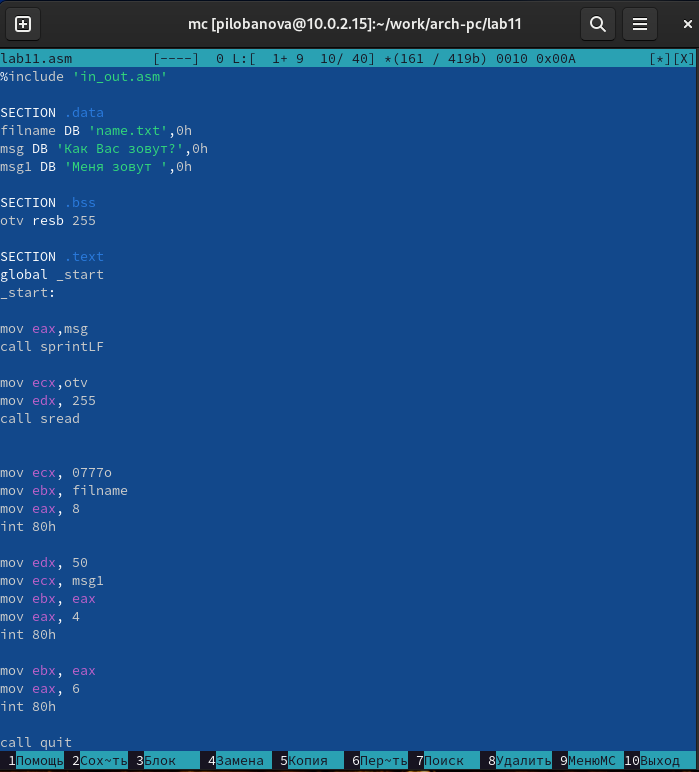 mc [pilobanova@10.0.2.15]:~/work/arch-pc/lab11
lab11.asm [----] 0 L:[ 1+ 9 10/ 40] *(161 / 419b) 0010 0x00A [*][X]
%include 'in_out.asm'
SECTION .data
filname DB 'name.txt',0h
msg DB 'Как Вас зовут?',0h
msg1 DB 'Меня зовут ',0h
SECTION .bss
otv resb 255
SECTION .text
global _start
_start:
mov eax,msg
call sprintLF
mov ecx,otv
mov edx, 255
call sread
mov ecx, 0777o
mov ebx, filname
mov eax, 8
int 80h
mov edx, 50
mov ecx, msg1
mov ebx, eax
mov eax, 4
int 80h
mov ebx, eax
mov eax, 6
int 80h
call quit
1Помощь 2Сох~ть 3Блок 4Замена 5Копия 6Пер~ть 7Поиск 8Удалить 9МенюMC 10Выход